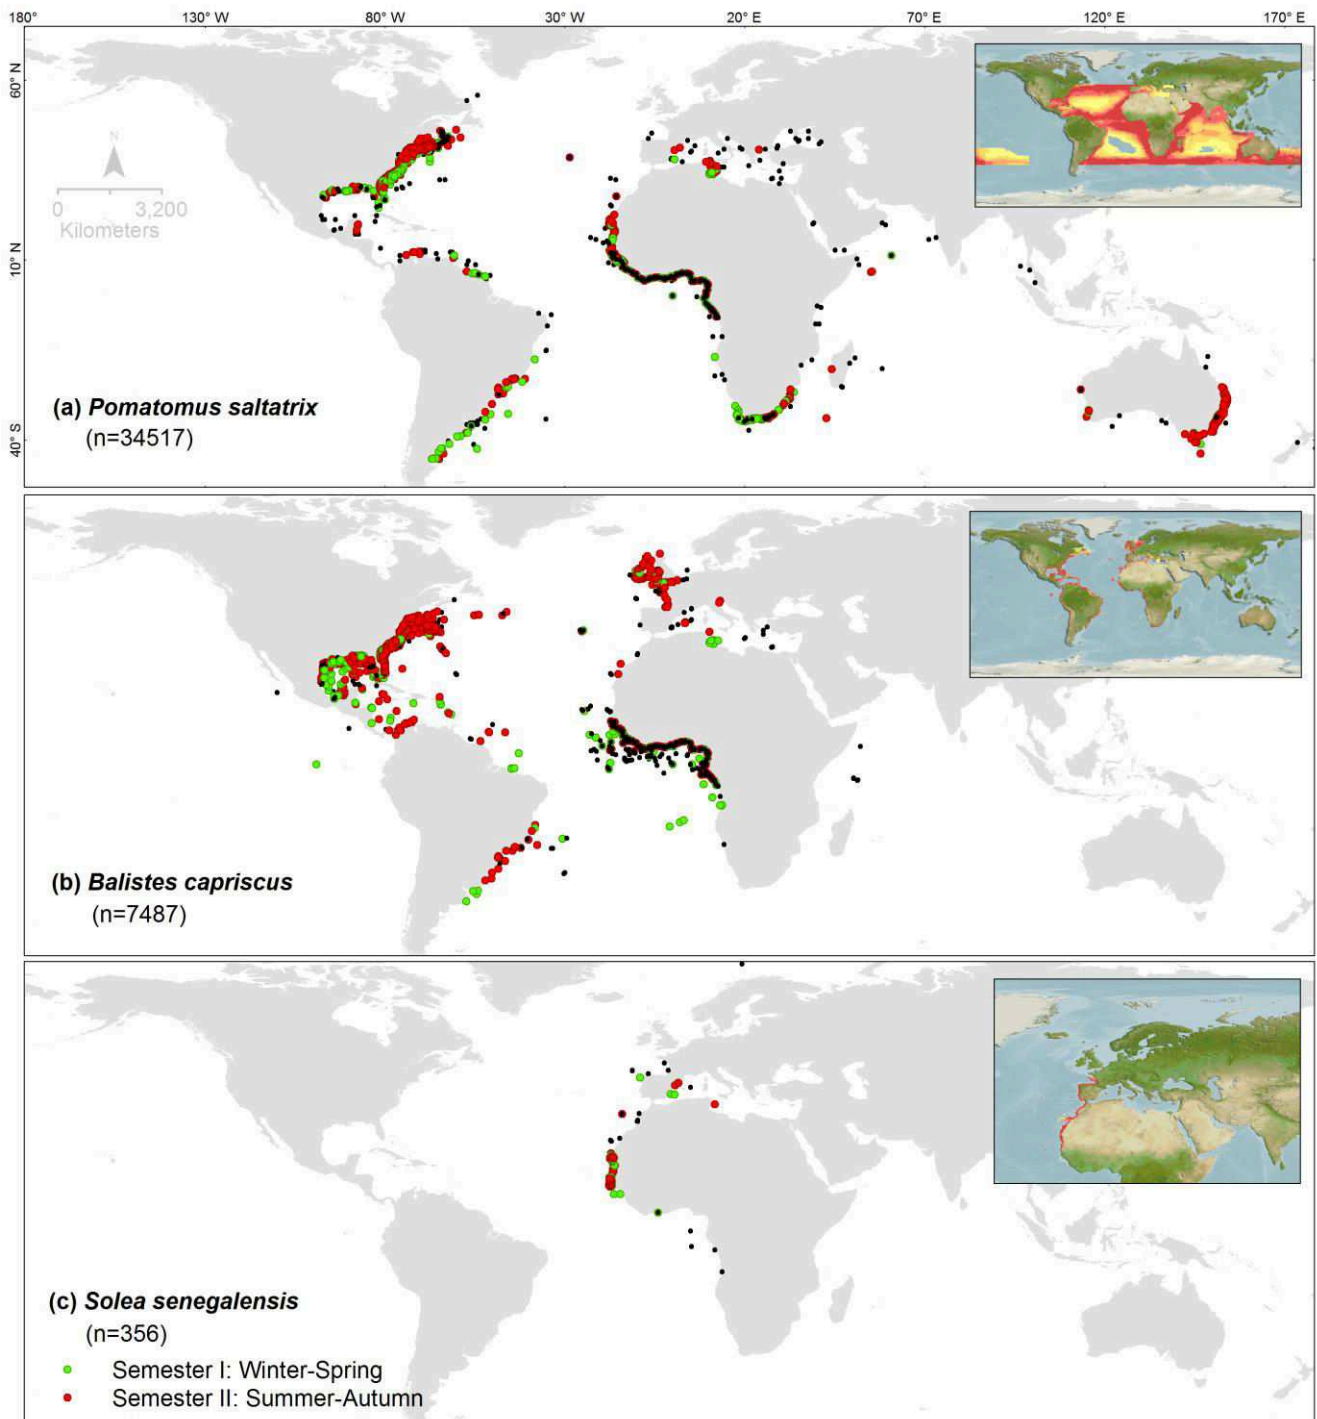 180° 130° W 80° W 30° W 20° E 70° E 120° E 170° E
60° N
N
0 3,200
Kilometers
10° N
(a) Pomatomus saltatrix
(n=34517)
40° S
(b) Balistes capriscus
(n=7487)
(c) Solea senegalensis
(n=356)
Semester I: Winter-Spring
Semester II: Summer-Autumn